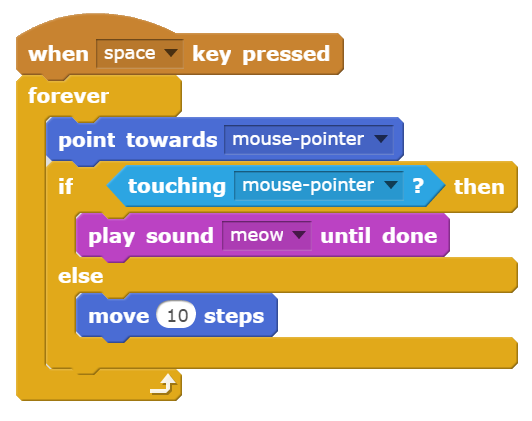 when space key pressed
forever
point towards mouse-pointer
if touching mouse-pointer ? then
play sound meow until done
else
move 10 steps